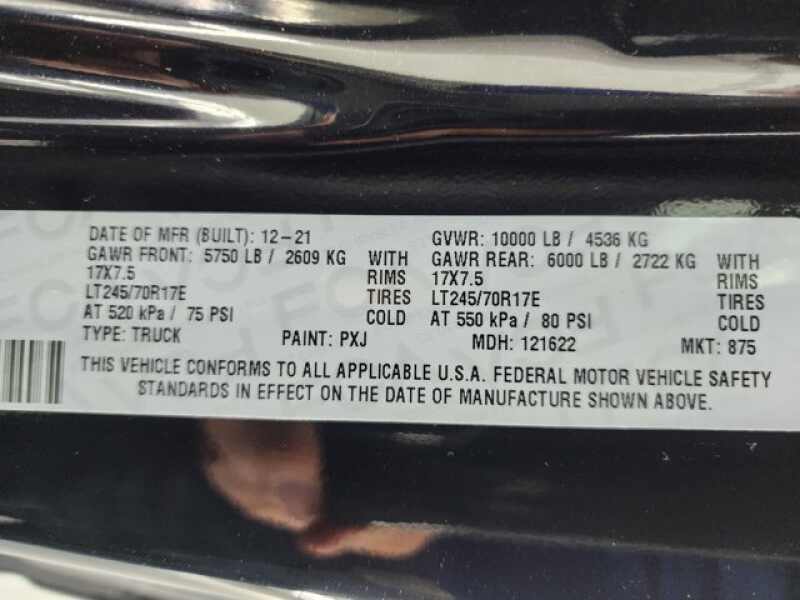 DATE OF MFR (BUILT): 12-21 GVWR: 10000 LB / 4536 KG
GAWR FRONT: 5750 LB / 2609 KG WITH GAWR REAR: 6000 LB / 2722 KG WITH
17X7.5 RIMS 17X7.5 RIMS
LT245/70R17E TIRES LT245/70R17E TIRES
AT 520 kPa / 75 PSI COLD AT 550 kPa / 80 PSI COLD
TYPE: TRUCK PAINT: PXJ MDH: 121622 MKT: 875
THIS VEHICLE CONFORMS TO ALL APPLICABLE U.S.A. FEDERAL MOTOR VEHICLE SAFETY
STANDARDS IN EFFECT ON THE DATE OF MANUFACTURE SHOWN ABOVE.